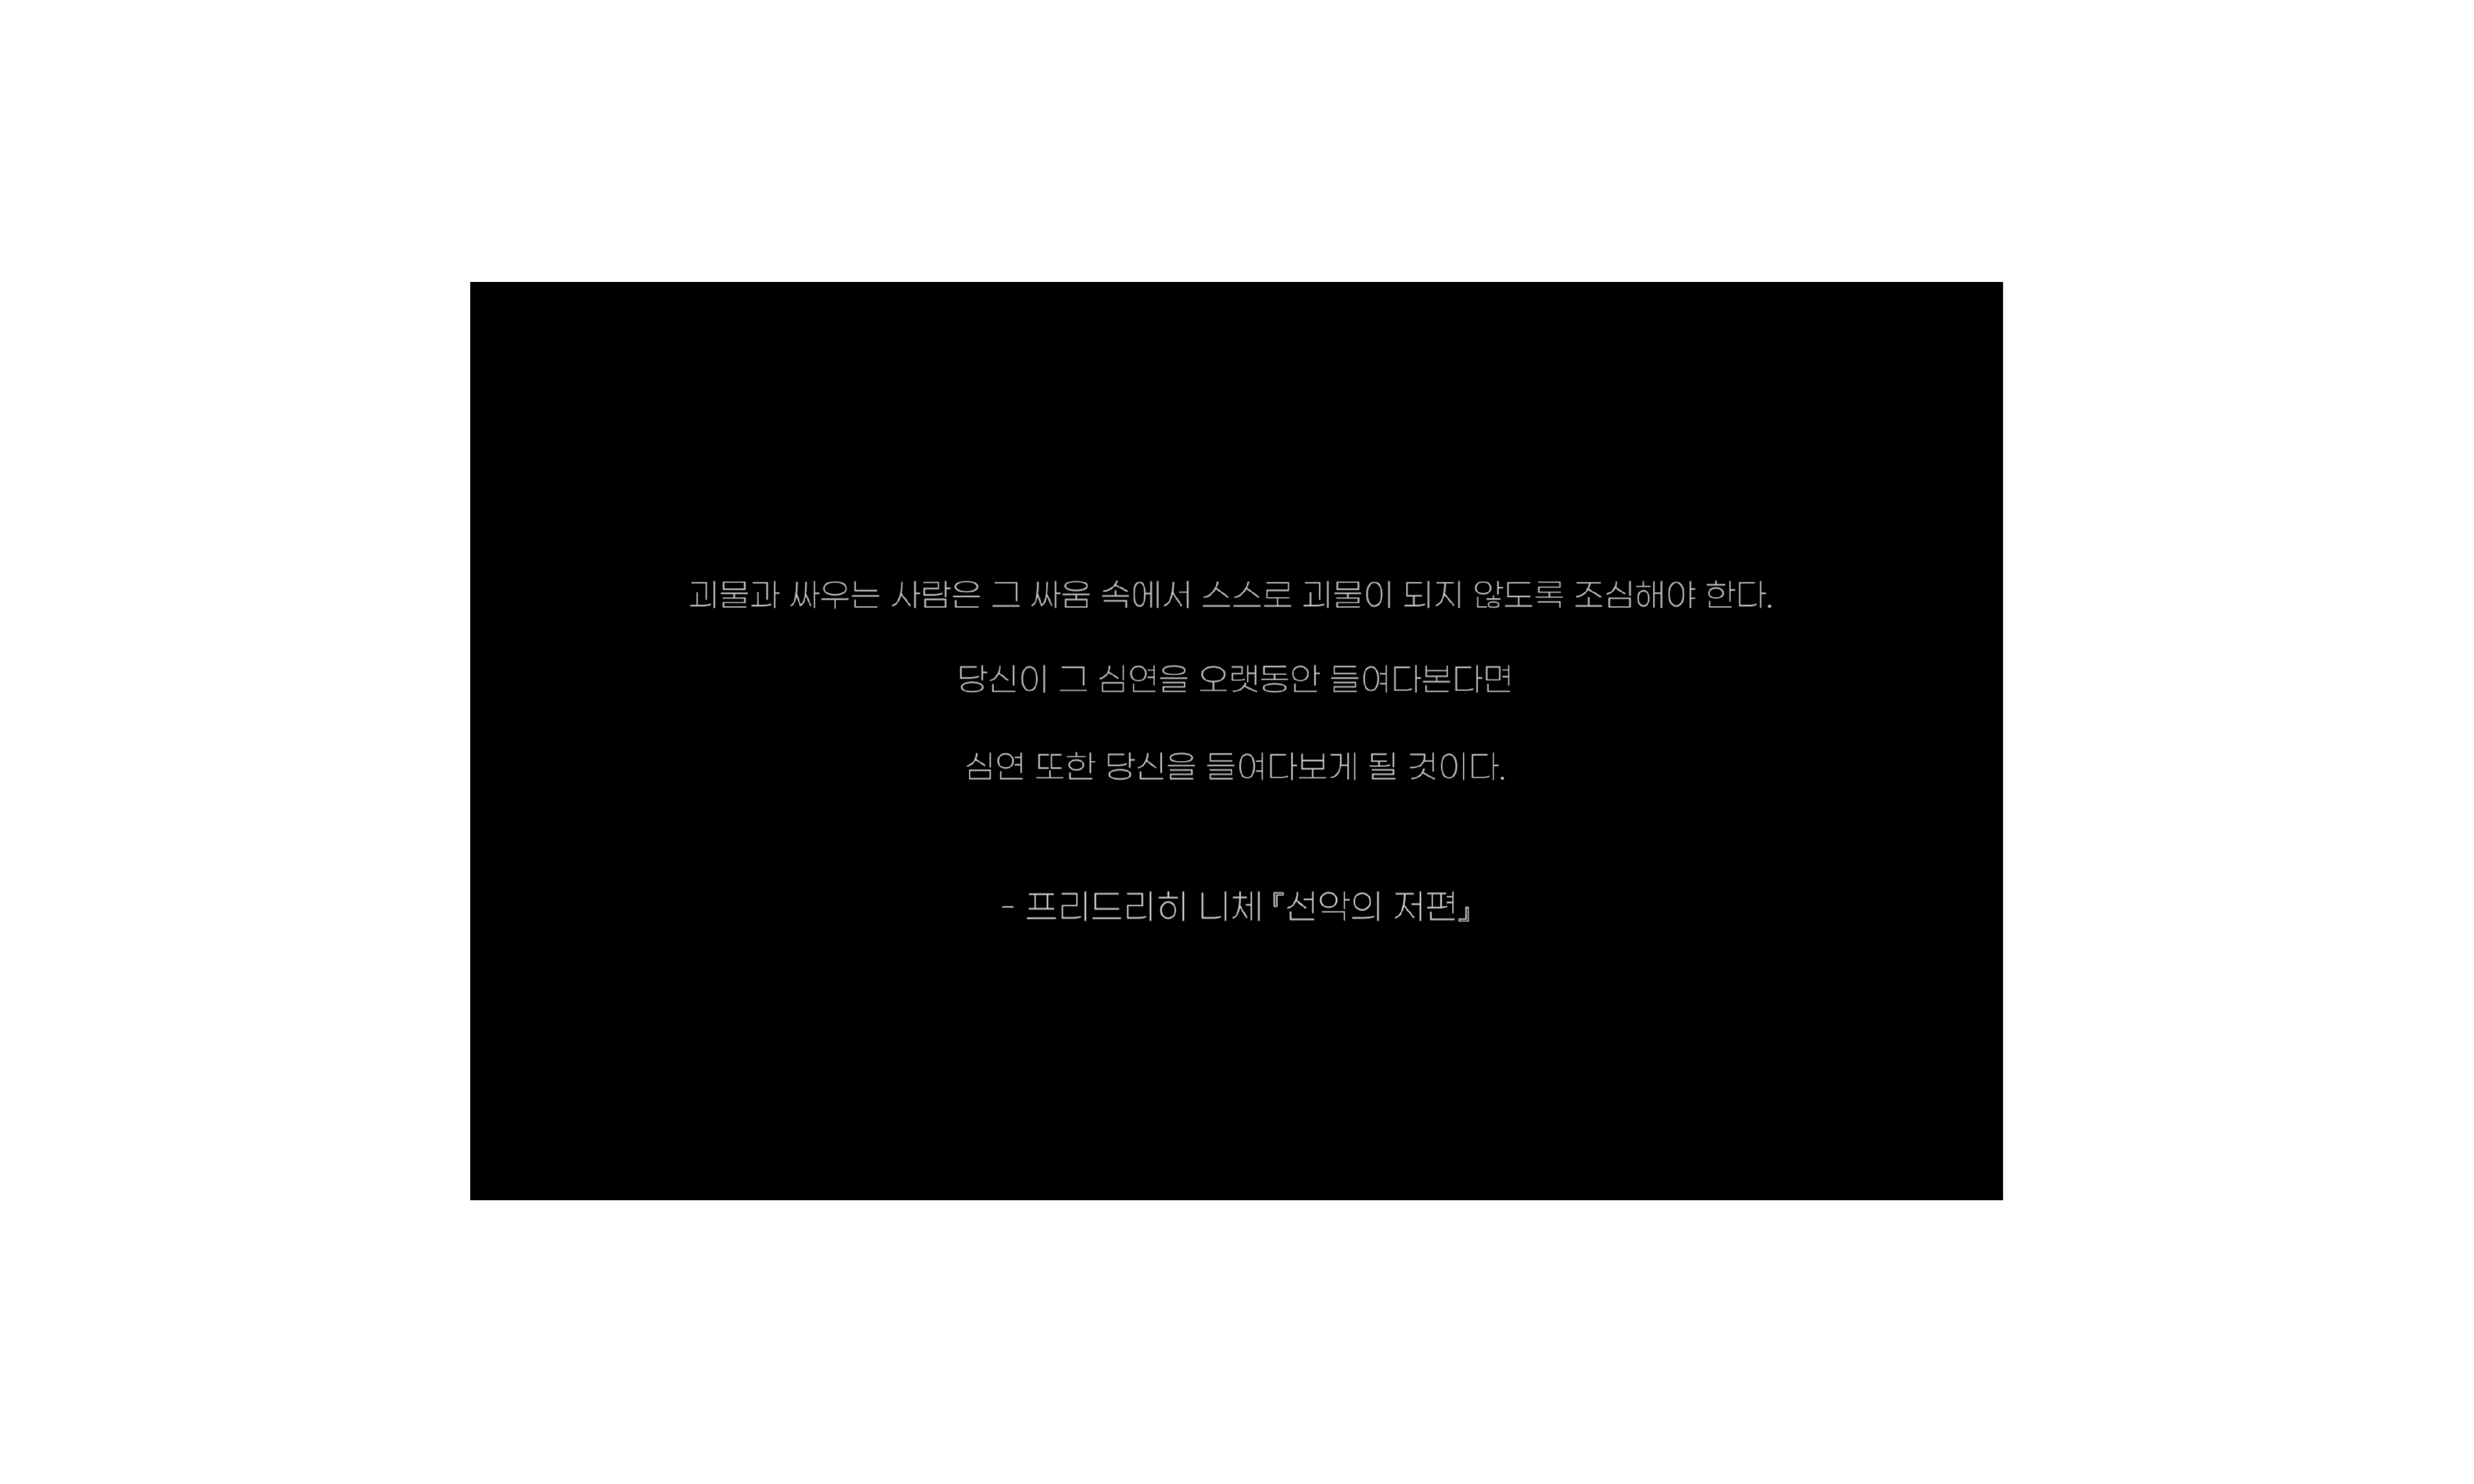 괴물과 싸우는 사람은 그 싸움 속에서 스스로 괴물이 되지 않도록 조심해야 한다.
당신이 그 심연을 오랫동안 들여다본다면
심연 또한 당신을 들여다보게 될 것이다.
- 프리드리히 니체『선악의 저편』